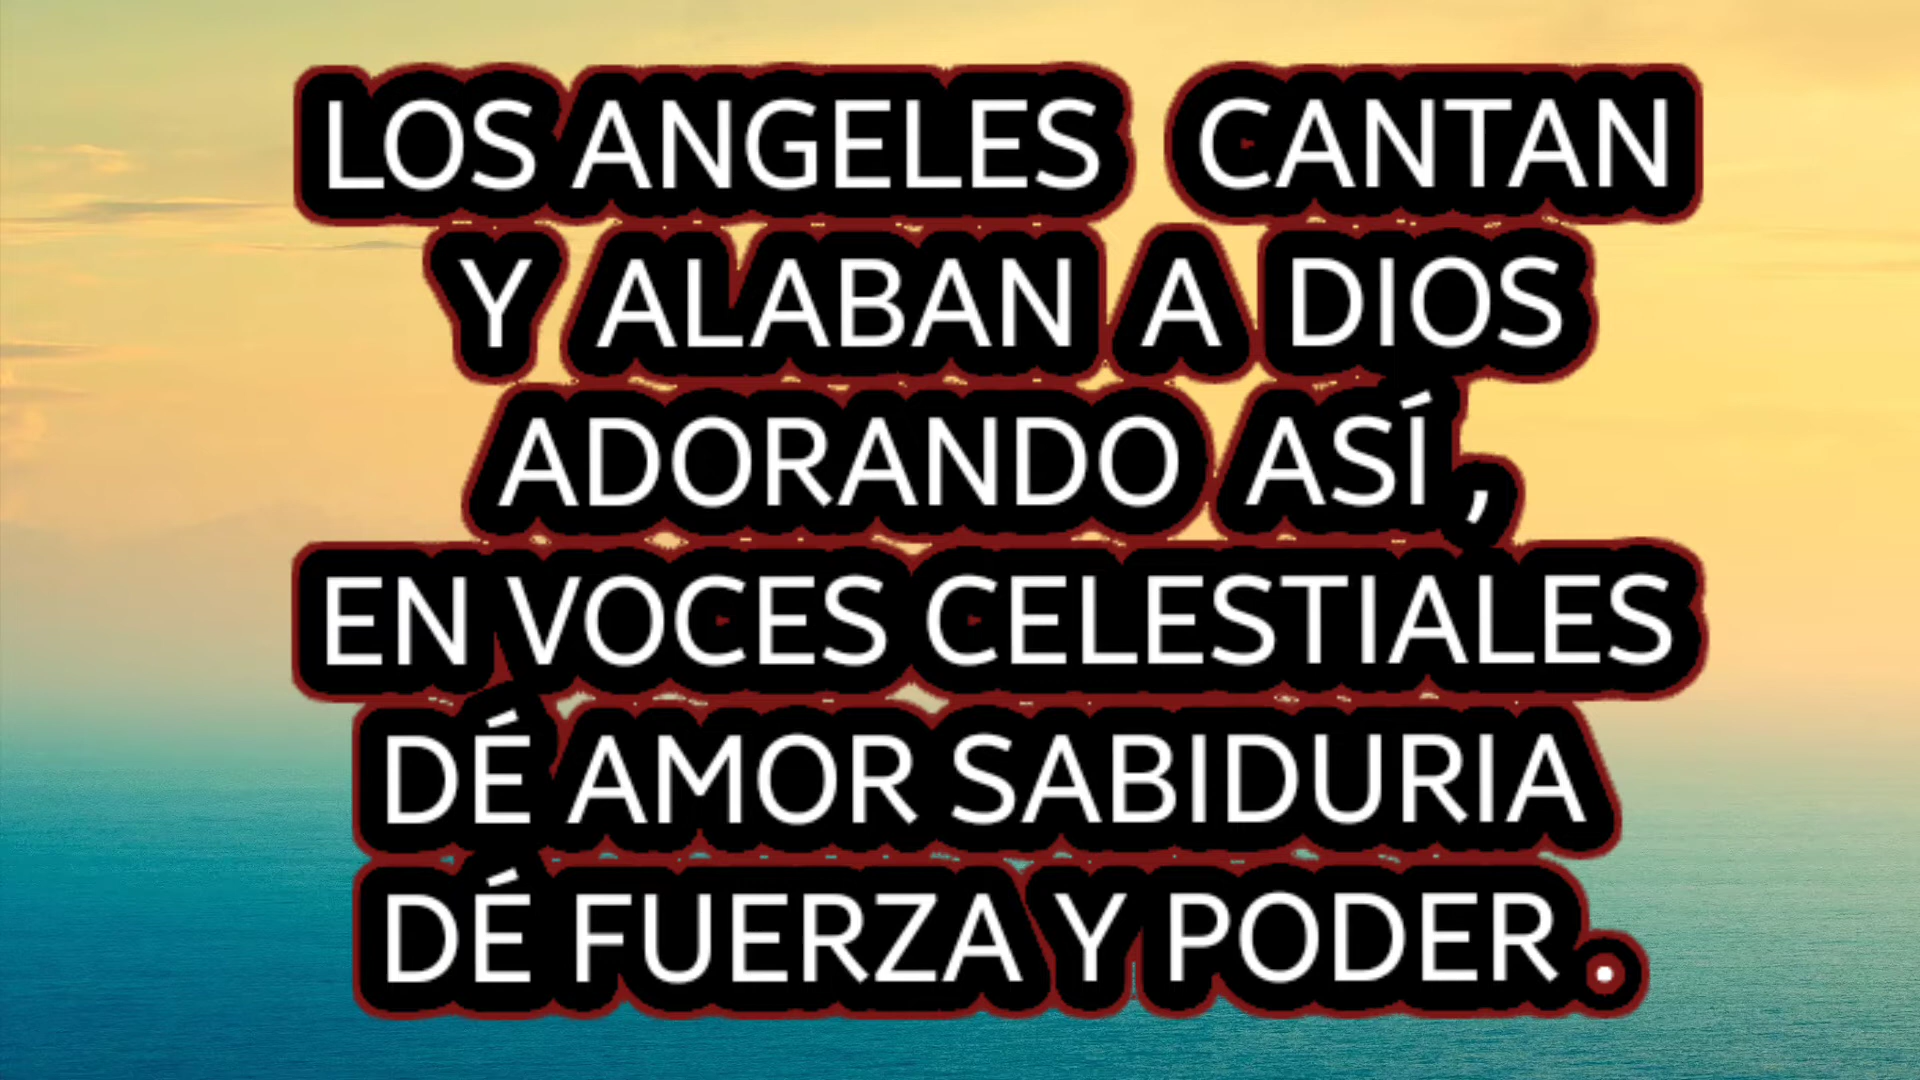 LOS ANGELES CANTAN
Y ALABAN A DIOS
ADORANDO ASÍ ,
EN VOCES CELESTIALES
DÉ AMOR SABIDURIA
DÉ FUERZA Y PODER .